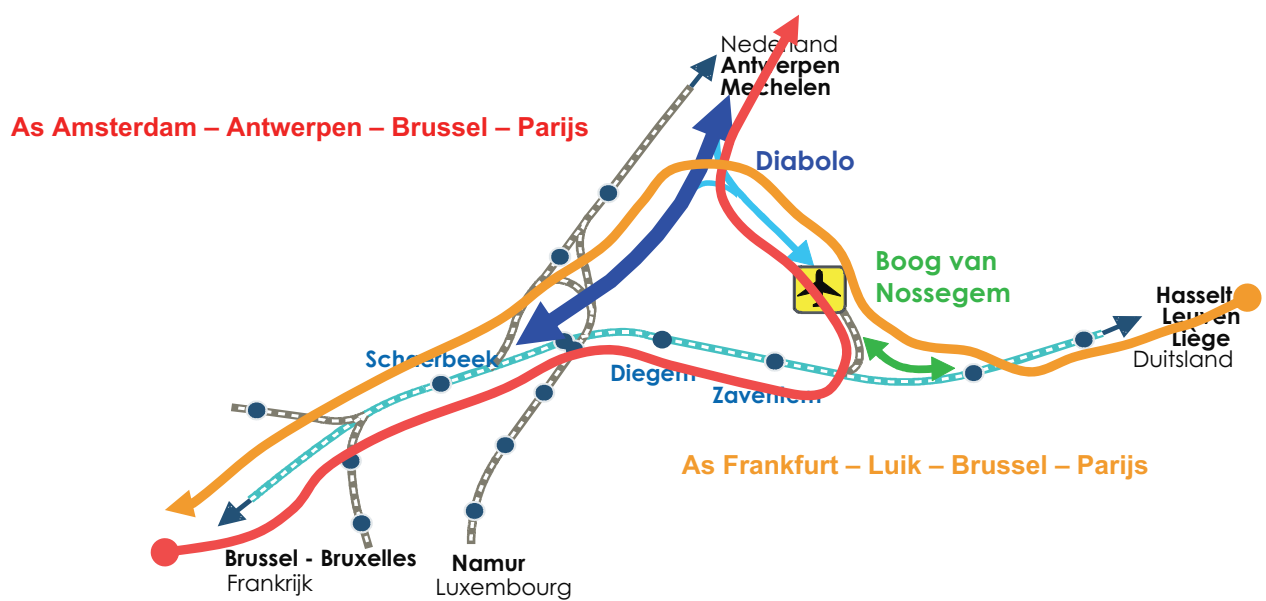 Nederland
Antwerpen
Mechelen
As Amsterdam – Antwerpen – Brussel – Parijs
Diabolo
Boog van
Nossegem
Hasselt
Leuven
Liège
Duitsland
Schaerbeek
Diegem
Zaventem
As Frankfurt – Luik – Brussel – Parijs
Brussel - Bruxelles
Frankrijk
Namur
Luxembourg